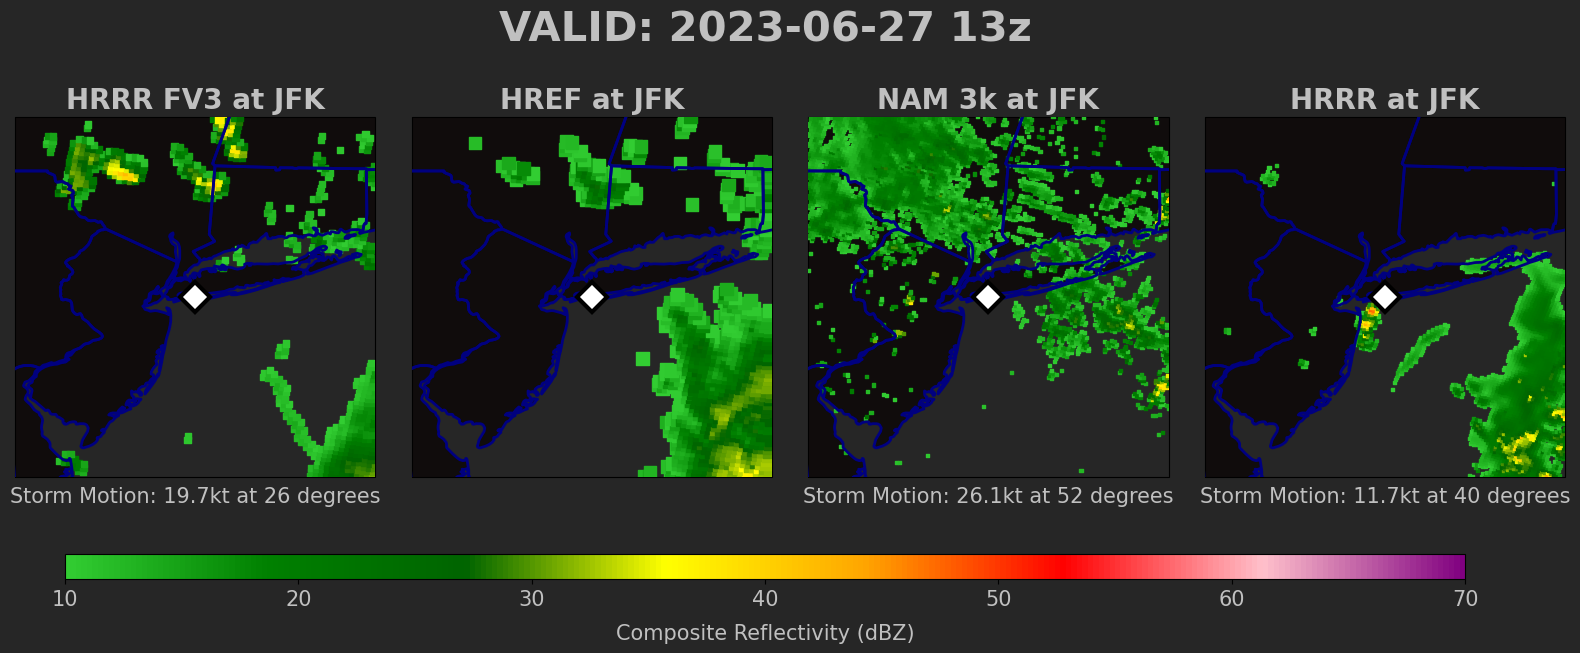 VALID: 2023-06-27 13z
HRRR FV3 at JFK
HREF at JFK
NAM 3k at JFK
HRRR at JFK
Storm Motion: 19.7kt at 26 degrees
Storm Motion: 26.1kt at 52 degrees
Storm Motion: 11.7kt at 40 degrees
10 20 30 40 50 60 70
Composite Reflectivity (dBZ)